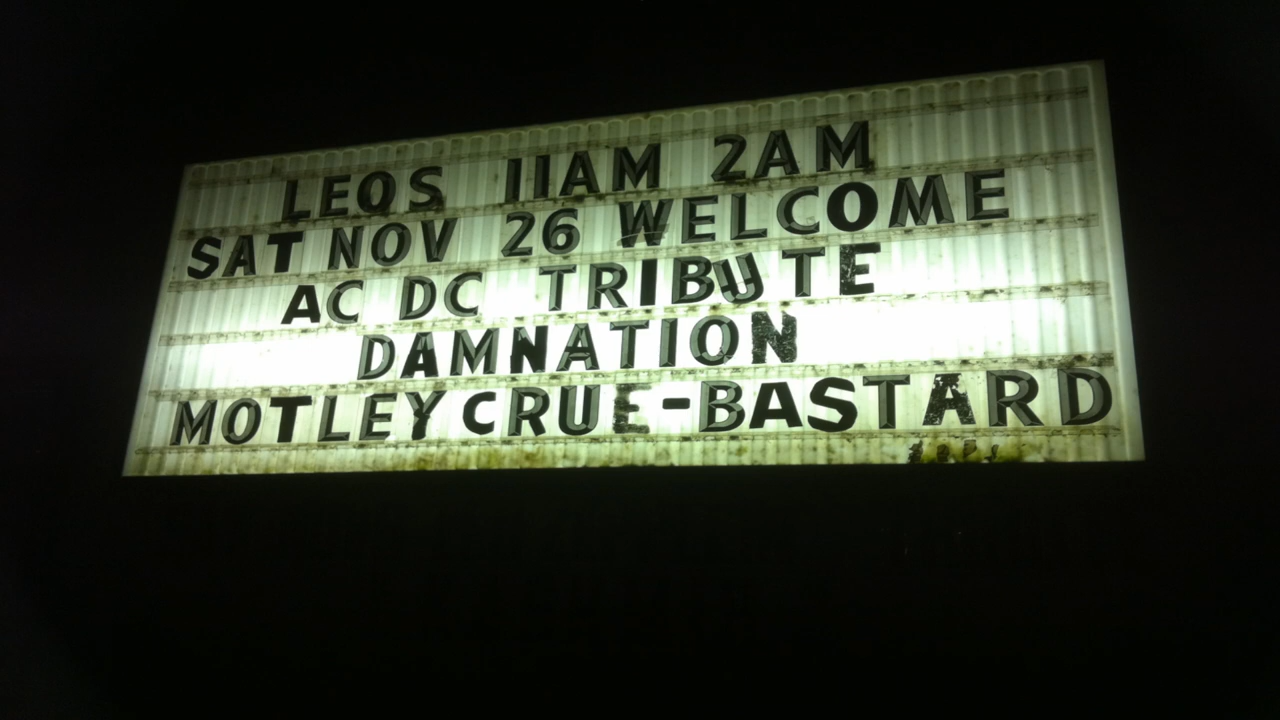 LEOS 11AM 2AM
SAT NOV 26 WELCOME
AC DC TRIBUTE
DAMNATION
MOTLEY CRUE-BASTARD